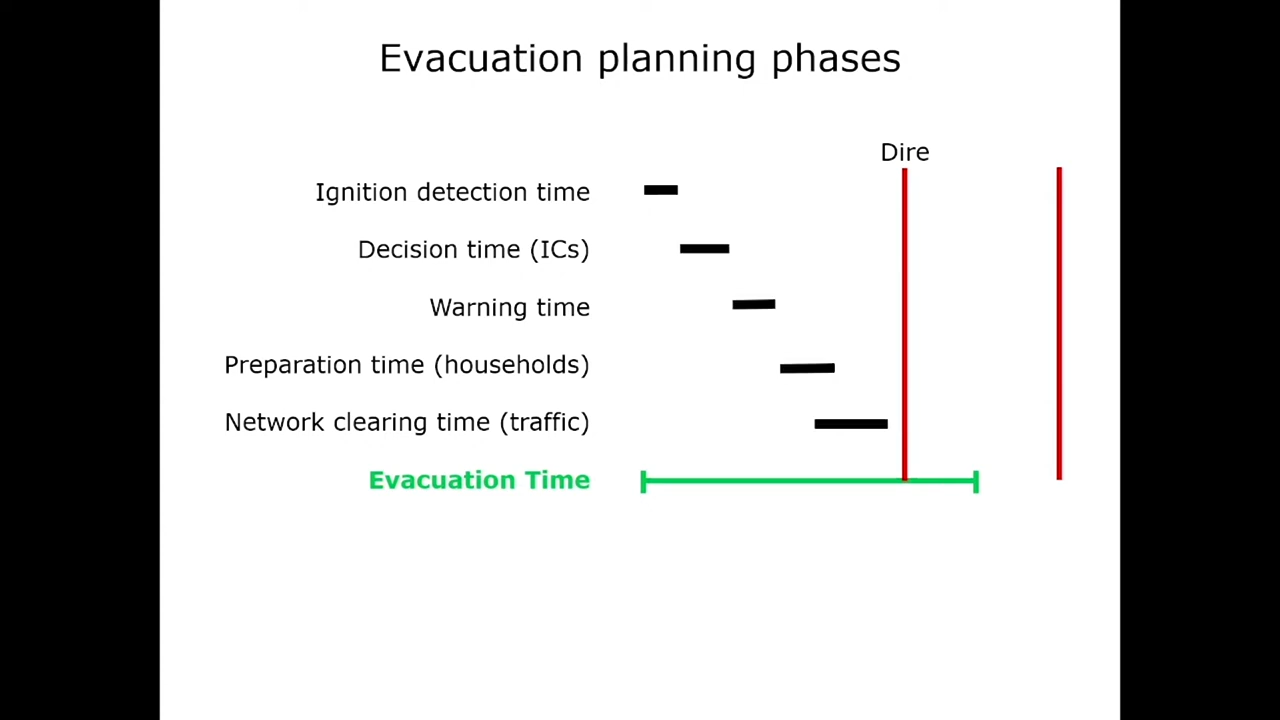 Evacuation planning phases
Dire
Ignition detection time
Decision time (ICs)
Warning time
Preparation time (households)
Network clearing time (traffic)
Evacuation Time